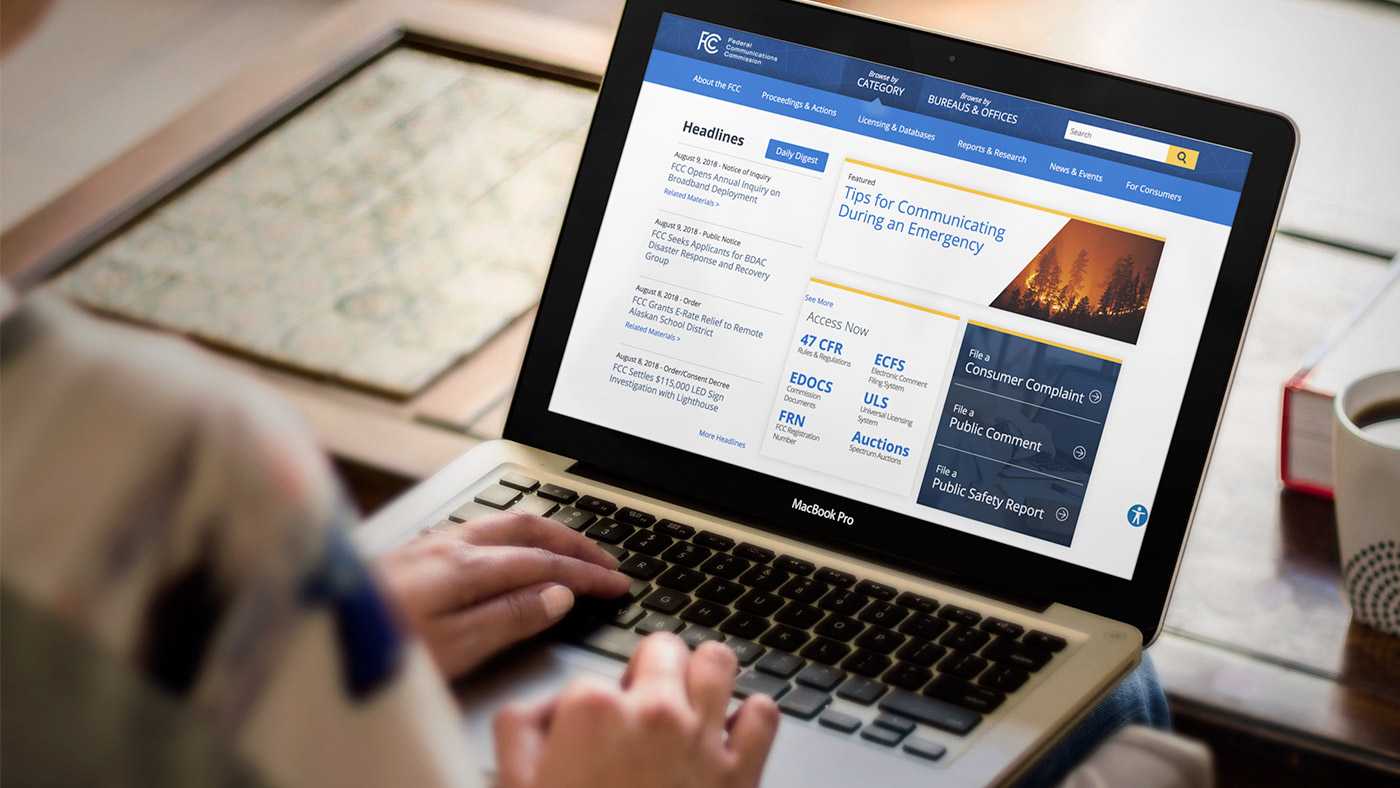 FCC
Federal
Communications
Commission
Browse by
CATEGORY
Browse by
BUREAUS & OFFICES
Search
About the FCC
Proceedings & Actions
Licensing & Databases
Reports & Research
News & Events
For Consumers
Headlines
Daily Digest
August 9, 2018 - Notice of Inquiry
FCC Opens Annual Inquiry on
Broadband Deployment
Related Materials >
August 9, 2018 - Public Notice
FCC Seeks Applicants for BDAC
Disaster Response and Recovery
Group
August 8, 2018 - Order
FCC Grants E-Rate Relief to Remote
Alaskan School District
Related Materials >
August 8, 2018 - Order/Consent Decree
FCC Settles $115,000 LED Sign
Investigation with Lighthouse
More Headlines
Featured
Tips for Communicating
During an Emergency
See More
Access Now
47 CFR
Rules & Regulations
EDOCS
Commission
Documents
FRN
FCC Registration
Number
ECFS
Electronic Comment
Filing System
ULS
Universal Licensing
System
Auctions
Spectrum Auctions
File a
Consumer Complaint
File a
Public Comment
File a
Public Safety Report
MacBook Pro